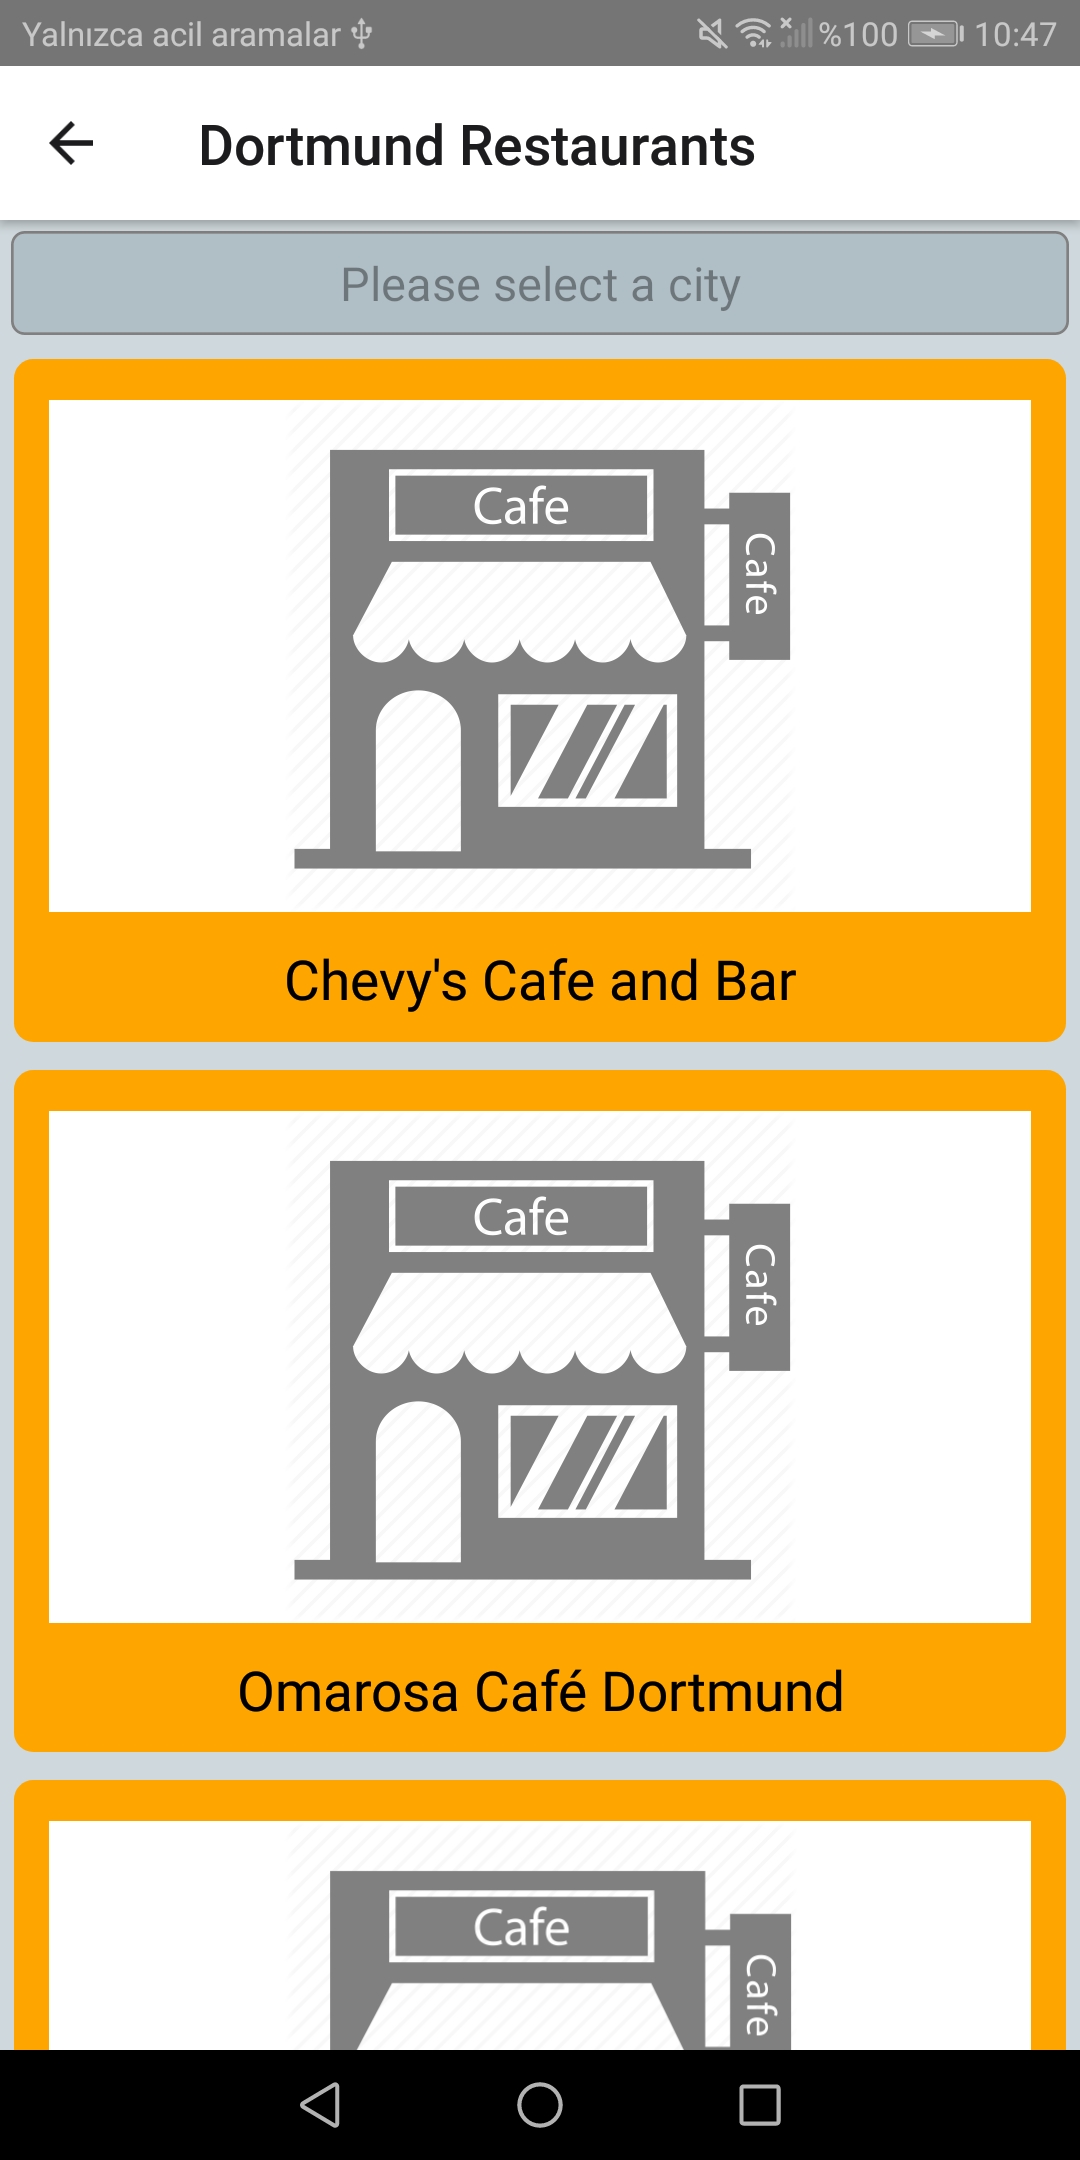 Yalnızca acil aramalar %100 10:47
Dortmund Restaurants
Please select a city
Cafe
Cafe
Chevy's Cafe and Bar
Cafe
Cafe
Omarosa Café Dortmund
Cafe
Cafe